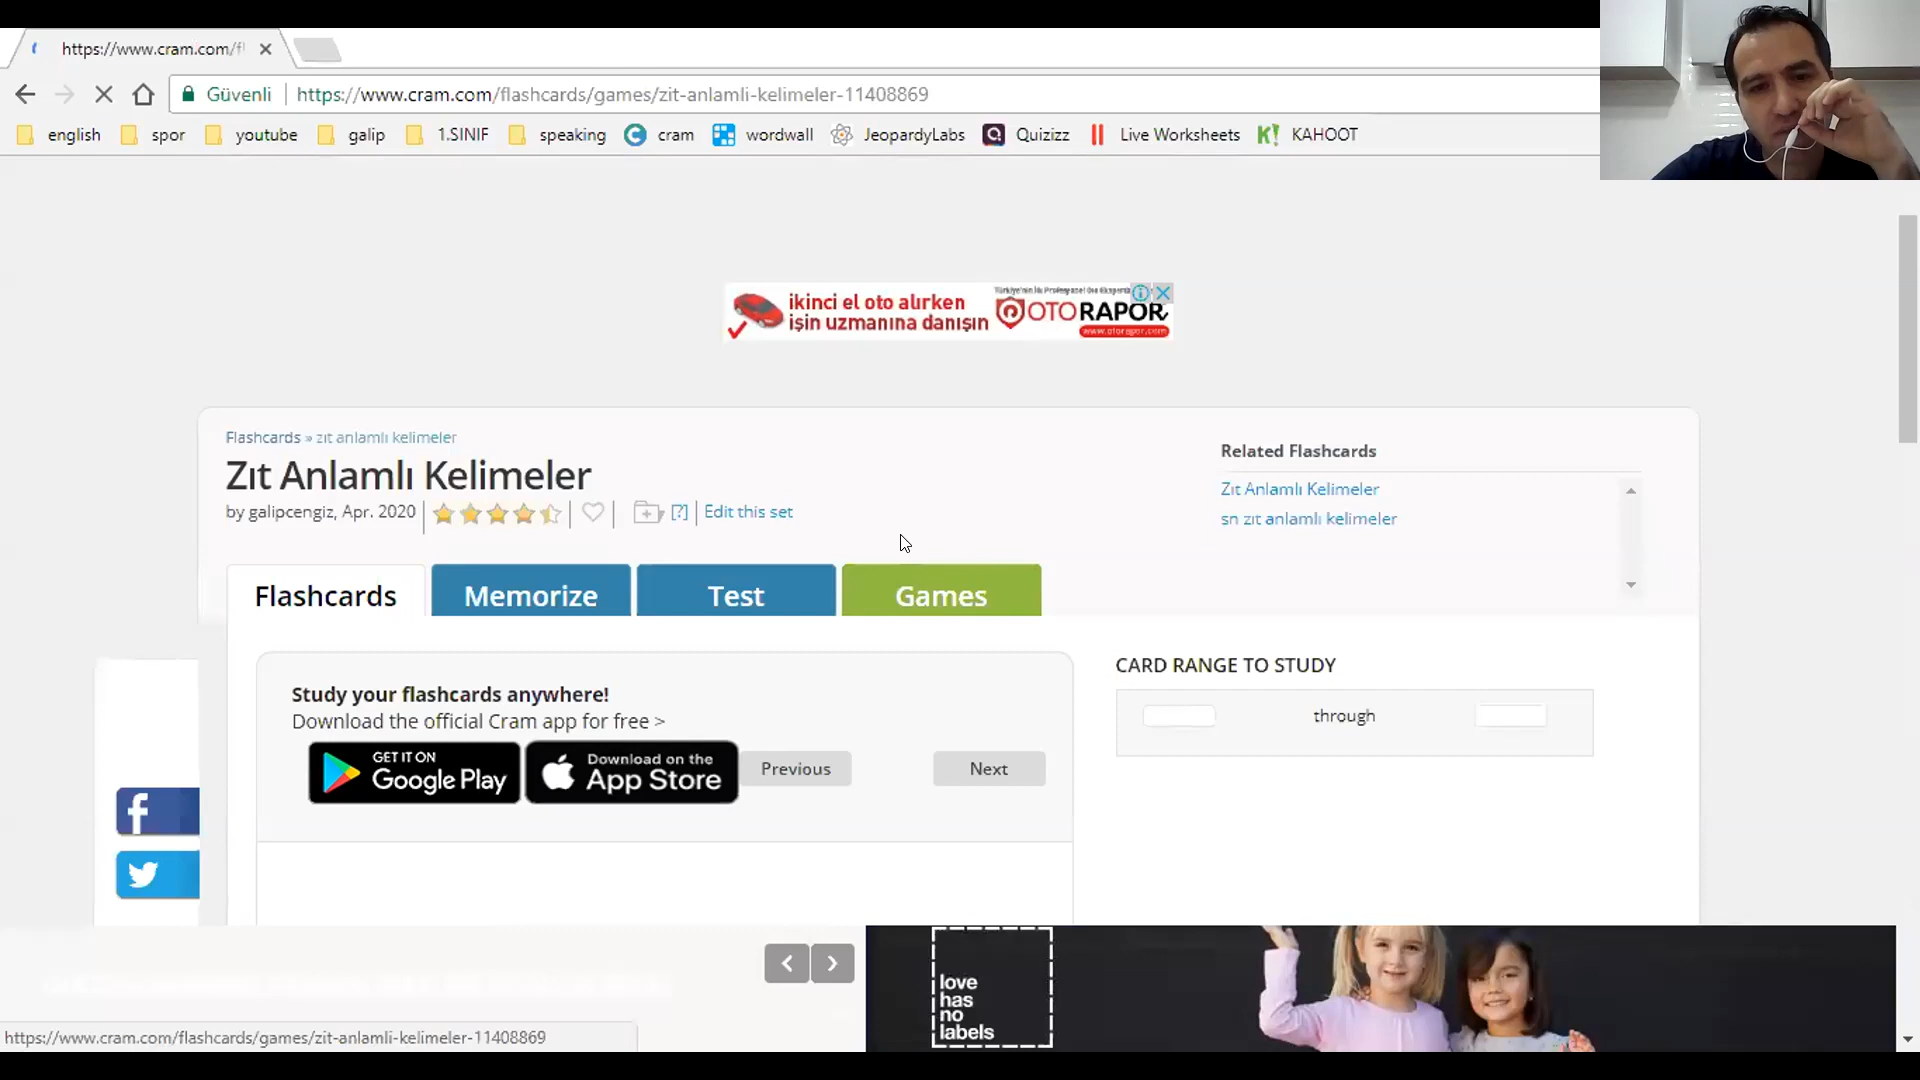 https://www.cram.com/fl
Güvenli
https://www.cram.com/flashcards/games/zit-anlamli-kelimeler-11408869
english spor youtube galip 1.SINIF speaking cram wordwall JeopardyLabs Quizizz Live Worksheets KAHOOT
ikinci el oto alırken
işin uzmanına danışın
OTORAPOR
www.otorapor.com
Flashcards » zıt anlamlı kelimeler
Zıt Anlamlı Kelimeler
by galipcengiz, Apr. 2020
[?]
Edit this set
Related Flashcards
Zıt Anlamlı Kelimeler
sn zıt anlamlı kelimeler
Flashcards Memorize Test Games
Study your flashcards anywhere!
Download the official Cram app for free >
GET IT ON
Google Play
Download on the
App Store
Previous
Next
CARD RANGE TO STUDY
through
love
has
no
labels
https://www.cram.com/flashcards/games/zit-anlamli-kelimeler-11408869